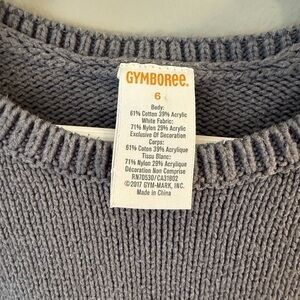 GYMBOREE.
6
Body:
61% Cotton 39% Acrylic
White Fabric:
71% Nylon 29% Acrylic
Exclusive Of Decoration
Corps:
61% Coton 39% Acrylique
Tissu Blanc:
71% Nylon 29% Acrylique
Décoration Non Comprise
RN70530/CA31802
©2017 GYM-MARK, INC.
Made in China